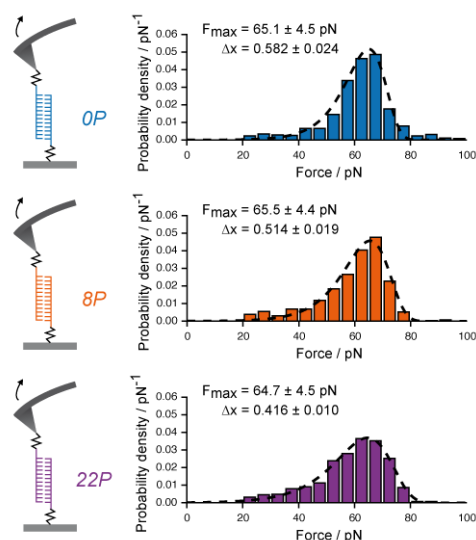 F_max = 65.1 ± 4.5 pN
Δx = 0.582 ± 0.024
Probability density / pN⁻¹
0.06
0.05
0.04
0.03
0.02
0.01
0.00
0 20 40 60 80 100
Force / pN
0P
F_max = 65.5 ± 4.4 pN
Δx = 0.514 ± 0.019
Probability density / pN⁻¹
0.06
0.05
0.04
0.03
0.02
0.01
0.00
0 20 40 60 80 100
Force / pN
8P
F_max = 64.7 ± 4.5 pN
Δx = 0.416 ± 0.010
Probability density / pN⁻¹
0.06
0.05
0.04
0.03
0.02
0.01
0.00
0 20 40 60 80 100
Force / pN
22P